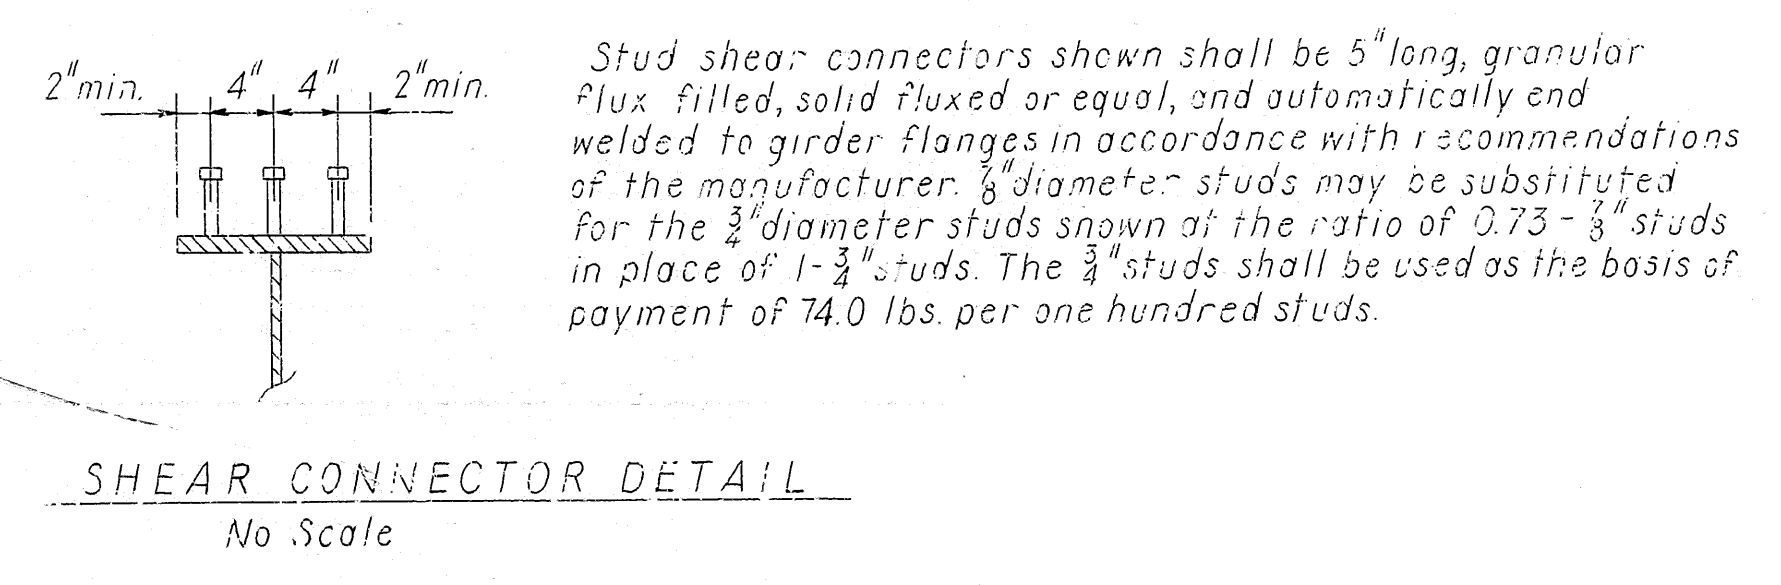 2"min. 4" 4" 2"min.
Stud shear connectors shown shall be 5" long, granular
flux filled, solid fluxed or equal, and automatically end
welded to girder flanges in accordance with recommendations
of the manufacturer. 7/8" diameter studs may be substituted
for the 3/4" diameter studs shown at the ratio of 0.73 - 7/8" studs
in place of 1 - 3/4" studs. The 3/4" studs shall be used as the basis of
payment of 74.0 lbs. per one hundred studs.
SHEAR CONNECTOR DETAIL
No Scale